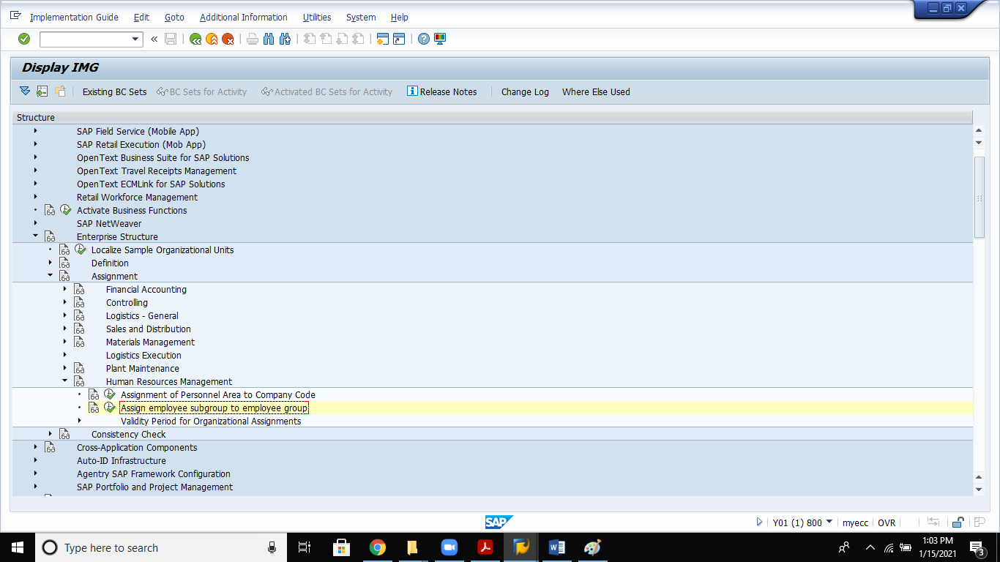 Implementation Guide Edit Goto Additional Information Utilities System Help
Display IMG
Existing BC Sets BC Sets for Activity Activated BC Sets for Activity Release Notes Change Log Where Else Used
Structure
SAP Field Service (Mobile App)
SAP Retail Execution (Mob App)
OpenText Business Suite for SAP Solutions
OpenText Travel Receipts Management
OpenText ECMLink for SAP Solutions
Retail Workforce Management
Activate Business Functions
SAP NetWeaver
Enterprise Structure
Localize Sample Organizational Units
Definition
Assignment
Financial Accounting
Controlling
Logistics - General
Sales and Distribution
Materials Management
Logistics Execution
Plant Maintenance
Human Resources Management
Assignment of Personnel Area to Company Code
Assign employee subgroup to employee group
Validity Period for Organizational Assignments
Consistency Check
Cross-Application Components
Auto-ID Infrastructure
Agentry SAP Framework Configuration
SAP Portfolio and Project Management
SAP Y01 (1) 800 myecc OVR
Type here to search
1:03 PM
1/15/2021
3